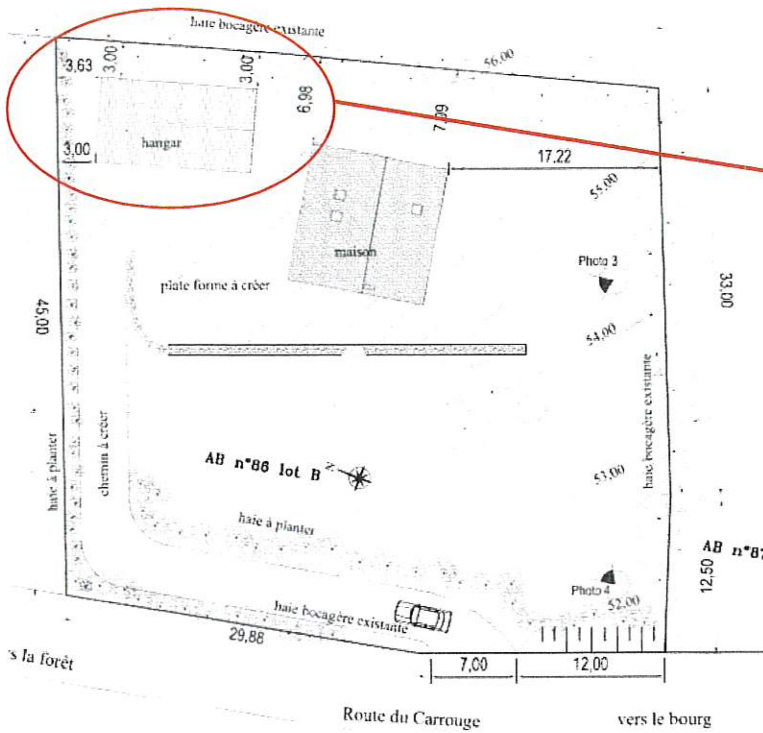 haie bocagère existante
56,00
3,63
3,00
3,00
6,98
7,99
hangar
3,00
17,22
55,00
maison
Photo 3
plate forme à créer
33,00
45,00
54,00
haie bocagère existante
haie à planter
chemin à créer
AB n°86 lot B
N
53,00
haie à planter
AB n°87
12,50
Photo 4
52,00
haie bocagère existante
29,88
7,00
12,00
s la forêt
Route du Carrouge
vers le bourg